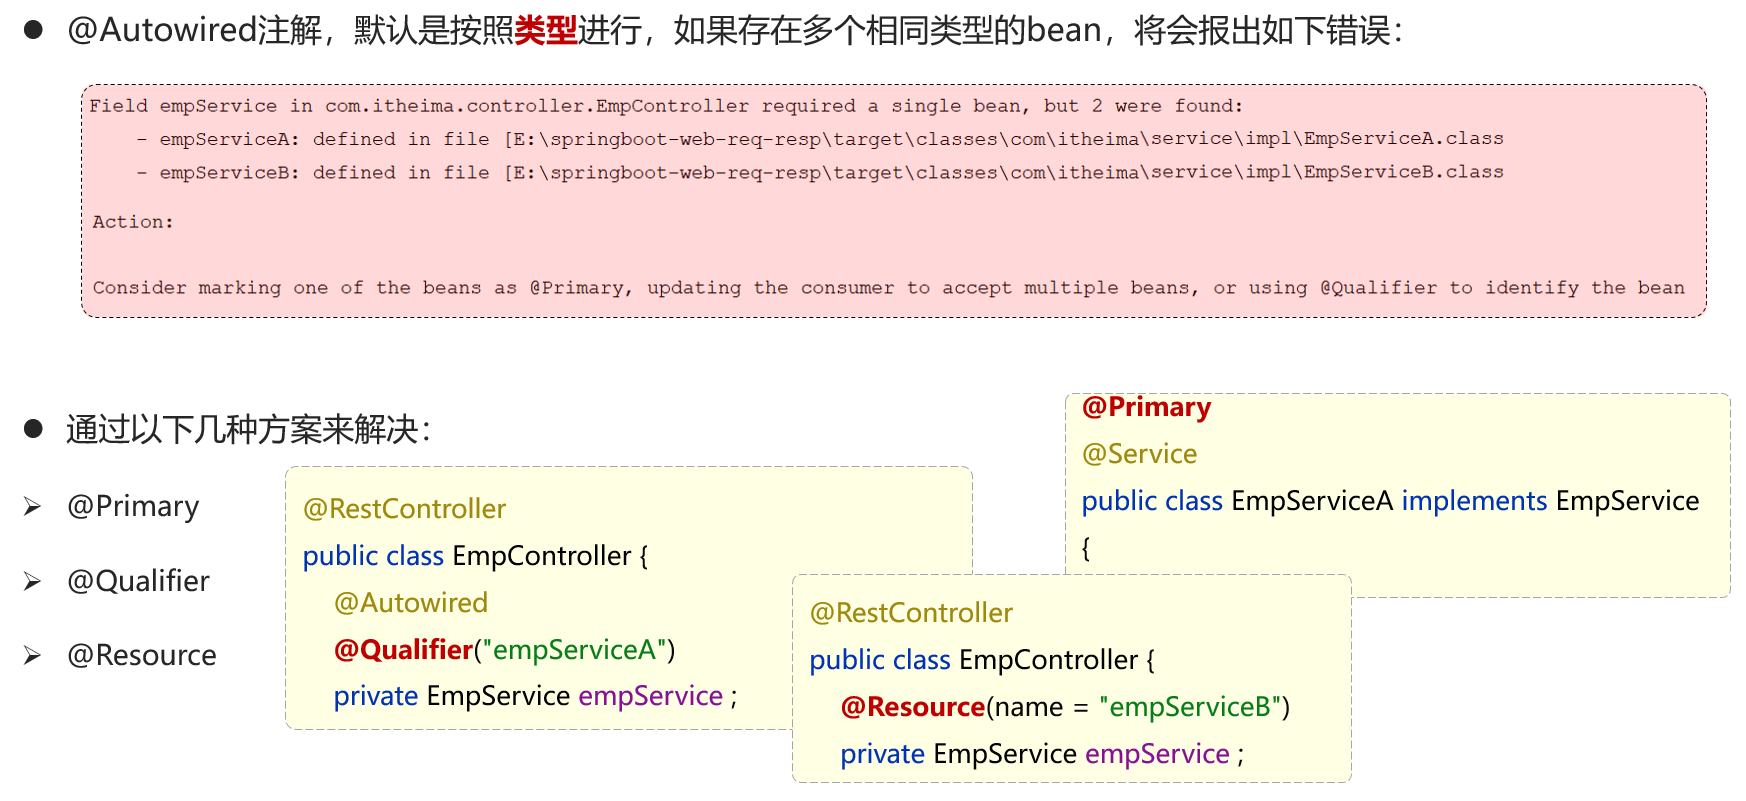 @Autowired注解，默认是按照类型进行，如果存在多个相同类型的bean，将会报出如下错误：
Field empService in com.itheima.controller.EmpController required a single bean, but 2 were found:
- empServiceA: defined in file [E:\springboot-web-req-resp\target\classes\com\itheima\service\impl\EmpServiceA.class
- empServiceB: defined in file [E:\springboot-web-req-resp\target\classes\com\itheima\service\impl\EmpServiceB.class
Action:
Consider marking one of the beans as @Primary, updating the consumer to accept multiple beans, or using @Qualifier to identify the bean
通过以下几种方案来解决：
@Primary
@Qualifier
@Resource
@RestController
public class EmpController {
@Autowired
@Qualifier("empServiceA")
private EmpService empService ;
@RestController
public class EmpController {
@Resource(name = "empServiceB")
private EmpService empService ;
@Primary
@Service
public class EmpServiceA implements EmpService
{